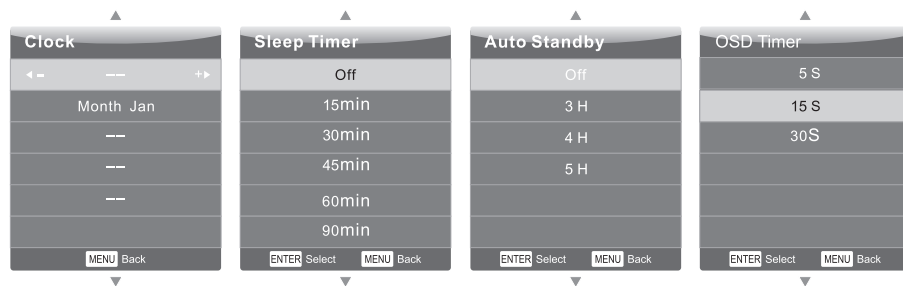 Clock
- -- +
Month Jan
--
--
--
MENU Back
Sleep Timer
Off
15min
30min
45min
60min
90min
ENTER Select MENU Back
Auto Standby
Off
3 H
4 H
5 H
ENTER Select MENU Back
OSD Timer
5 S
15 S
30S
ENTER Select MENU Back